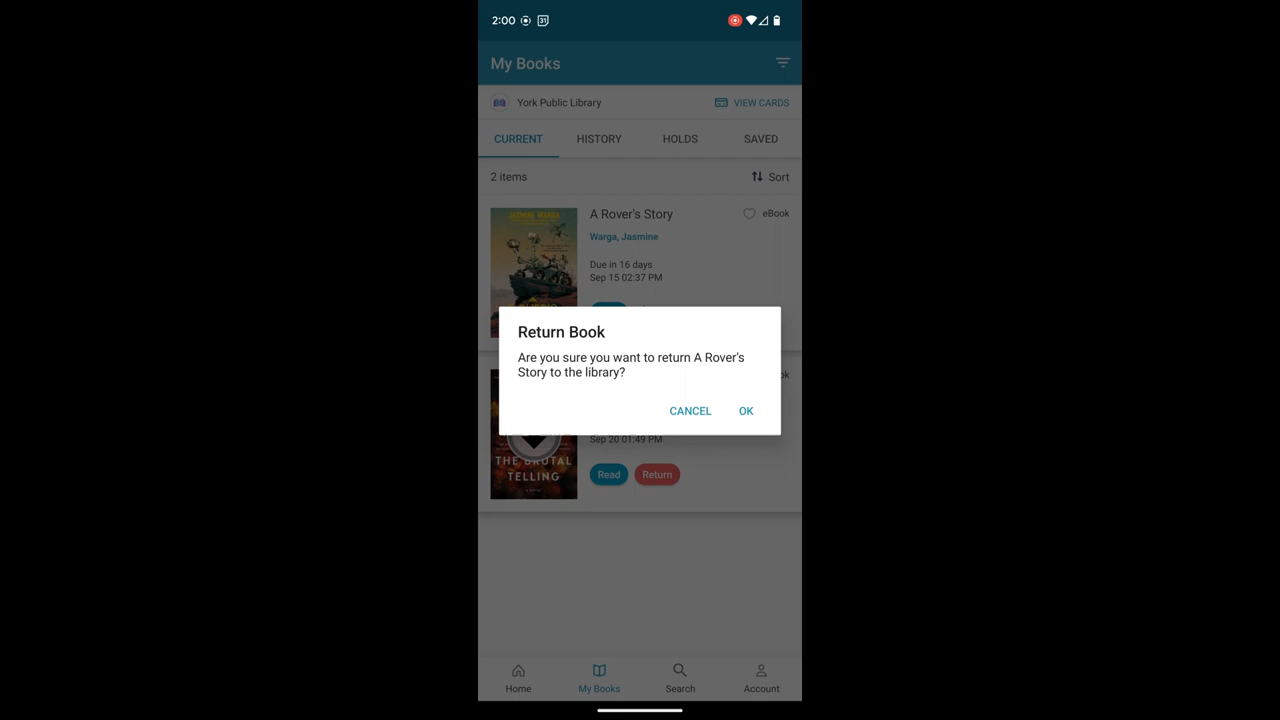 2:00
31
My Books
York Public Library
VIEW CARDS
CURRENT
HISTORY
HOLDS
SAVED
2 items
Sort
JASMINE WARGA
A Rover's Story
eBook
Warga, Jasmine
Due in 16 days
Sep 15 02:37 PM
Return Book
Are you sure you want to return A Rover's
Story to the library?
CANCEL
OK
Sep 20 01:49 PM
THE BRUTAL
TELLING
Read
Return
Home
My Books
Search
Account